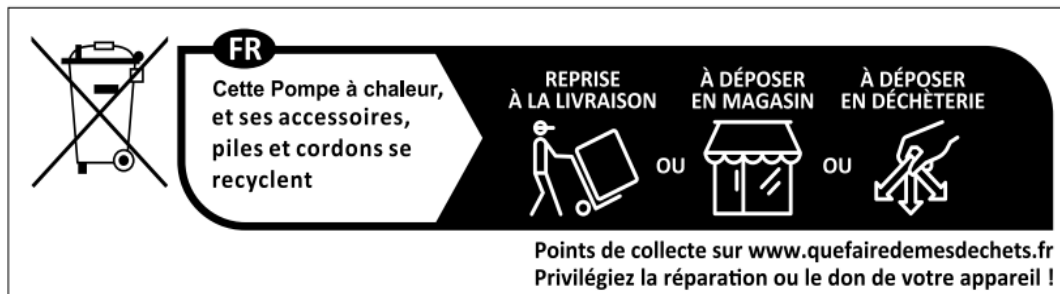 FR
Cette Pompe à chaleur,
et ses accessoires,
piles et cordons se
recyclent
REPRISE
À LA LIVRAISON
OU
À DÉPOSER
EN MAGASIN
OU
À DÉPOSER
EN DÉCHÈTERIE
Points de collecte sur www.quefairedemesdechets.fr
Privilégiez la réparation ou le don de votre appareil !